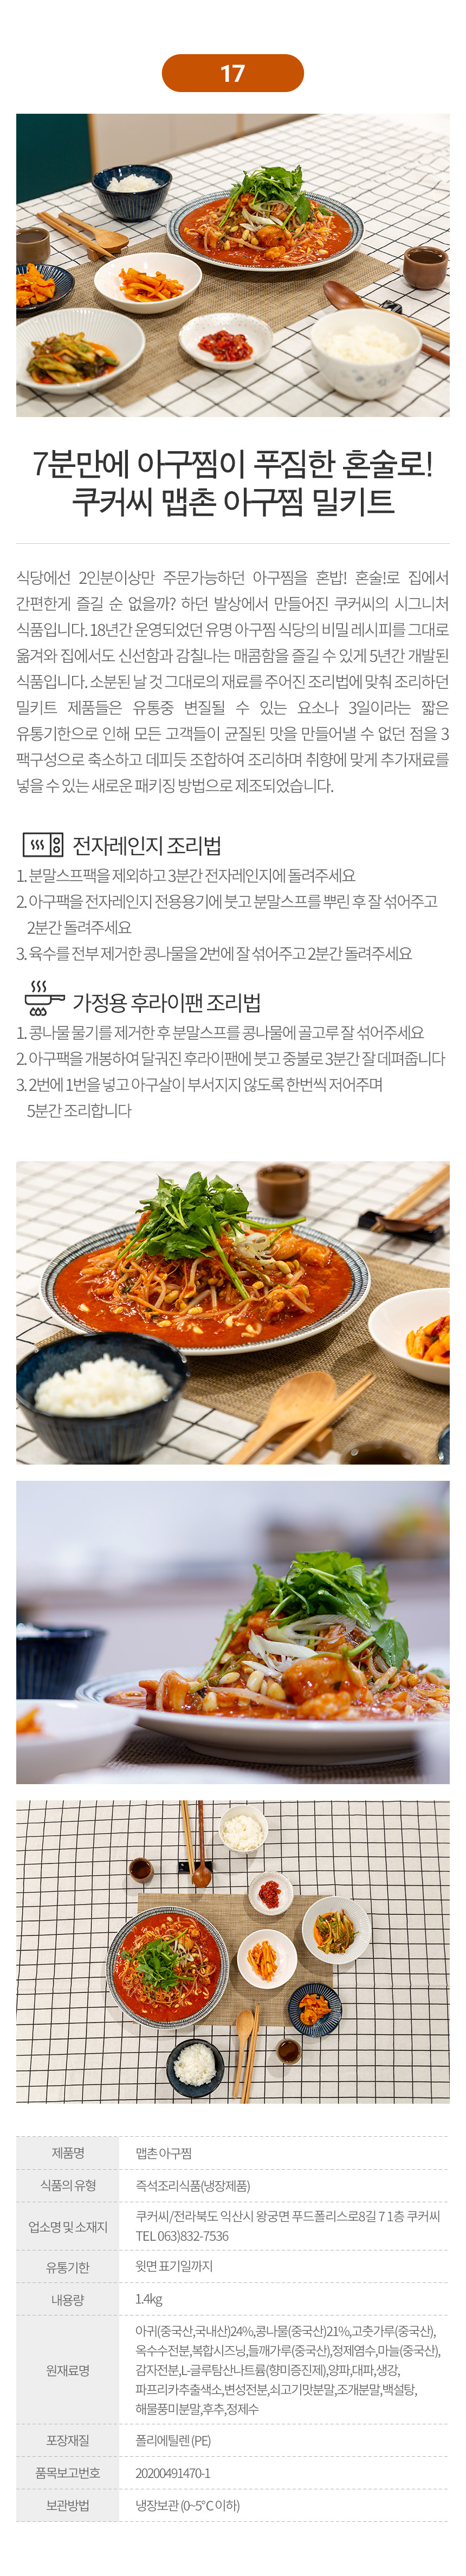 17
7분만에 아구찜이 푸짐한 혼술로!
쿠커씨 맵촌 아구찜 밀키트
식당에선 2인분이상만 주문가능하던 아구찜을 혼밥! 혼술!로 집에서
간편한게 즐길 순 없을까? 하던 발상에서 만들어진 쿠커씨의 시그니처
식품입니다. 18년간 운영되었던 유명 아구찜 식당의 비밀 레시피를 그대로
옮겨와 집에서도 신선함과 감칠나는 매콤함을 즐길 수 있게 5년간 개발된
식품입니다. 소분된 날 것 그대로의 재료를 주어진 조리법에 맞춰 조리하던
밀키트 제품들은 유통중 변질될 수 있는 요소나 3일이라는 짧은
유통기한으로 인해 모든 고객들이 균질된 맛을 만들어낼 수 없던 점을 3
팩구성으로 축소하고 데피듯 조합하여 조리하며 취향에 맞게 추가재료를
넣을 수 있는 새로운 패키징 방법으로 제조되었습니다.
전자레인지 조리법
1. 분말스프팩을 제외하고 3분간 전자레인지에 돌려주세요
2. 아구팩을 전자레인지 전용용기에 붓고 분말스프를 뿌린 후 잘 섞어주고
2분간 돌려주세요
3. 육수를 전부 제거한 콩나물을 2번에 잘 섞어주고 2분간 돌려주세요
가정용 후라이팬 조리법
1. 콩나물 물기를 제거한 후 분말스프를 콩나물에 골고루 잘 섞어주세요
2. 아구팩을 개봉하여 달궈진 후라이팬에 붓고 중불로 3분간 잘 데펴줍니다
3. 2번에 1번을 넣고 아구살이 부서지지 않도록 한번씩 저어주며
5분간 조리합니다
제품명 맵촌 아구찜
식품의 유형 즉석조리식품(냉장제품)
업소명 및 소재지 쿠커씨/전라북도 익산시 왕궁면 푸드폴리스로8길 7 1층 쿠커씨
TEL 063)832-7536
유통기한 윗면 표기일까지
내용량 1.4kg
원재료명 아귀(중국산,국내산)24%,콩나물(중국산)21%,고춧가루(중국산),
옥수수전분,복합시즈닝,들깨가루(중국산),정제염수,마늘(중국산),
감자전분,L-글루탐산나트륨(향미증진제),양파,대파,생강,
파프리카추출색소,변성전분,쇠고기맛분말,조개분말,백설탕,
해물풍미분말,후추,정제수
포장재질 폴리에틸렌 (PE)
품목보고번호 20200491470-1
보관방법 냉장보관 (0~5°C 이하)